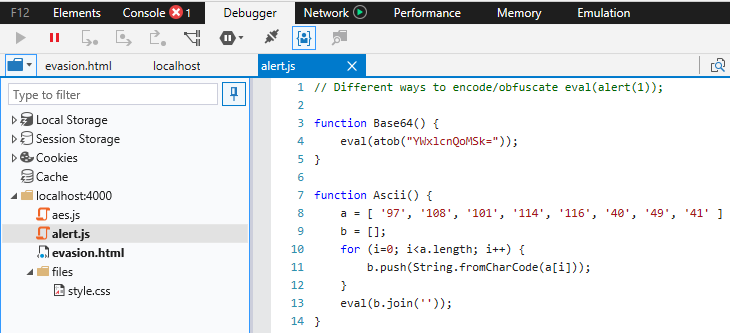 F12 Elements Console 1 Debugger Network Performance Memory Emulation
evasion.html localhost alert.js
Type to filter
Local Storage
Session Storage
Cookies
Cache
localhost:4000
aes.js
alert.js
evasion.html
files
style.css
1 // Different ways to encode/obfuscate eval(alert(1));
2
3 function Base64() {
4 eval(atob("YWxlcnQoMSk="));
5 }
6
7 function Ascii() {
8 a = [ '97', '108', '101', '114', '116', '40', '49', '41' ]
9 b = [];
10 for (i=0; i<a.length; i++) {
11 b.push(String.fromCharCode(a[i]));
12 }
13 eval(b.join(''));
14 }